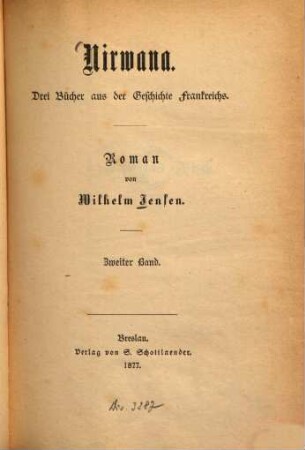 Nirwana.
Drei Bücher aus der Geschichte Frankreichs.
Roman
von
Wilhelm Jensen.
Zweiter Band.
Breslau.
Verlag von S. Schottlaender.
1877.